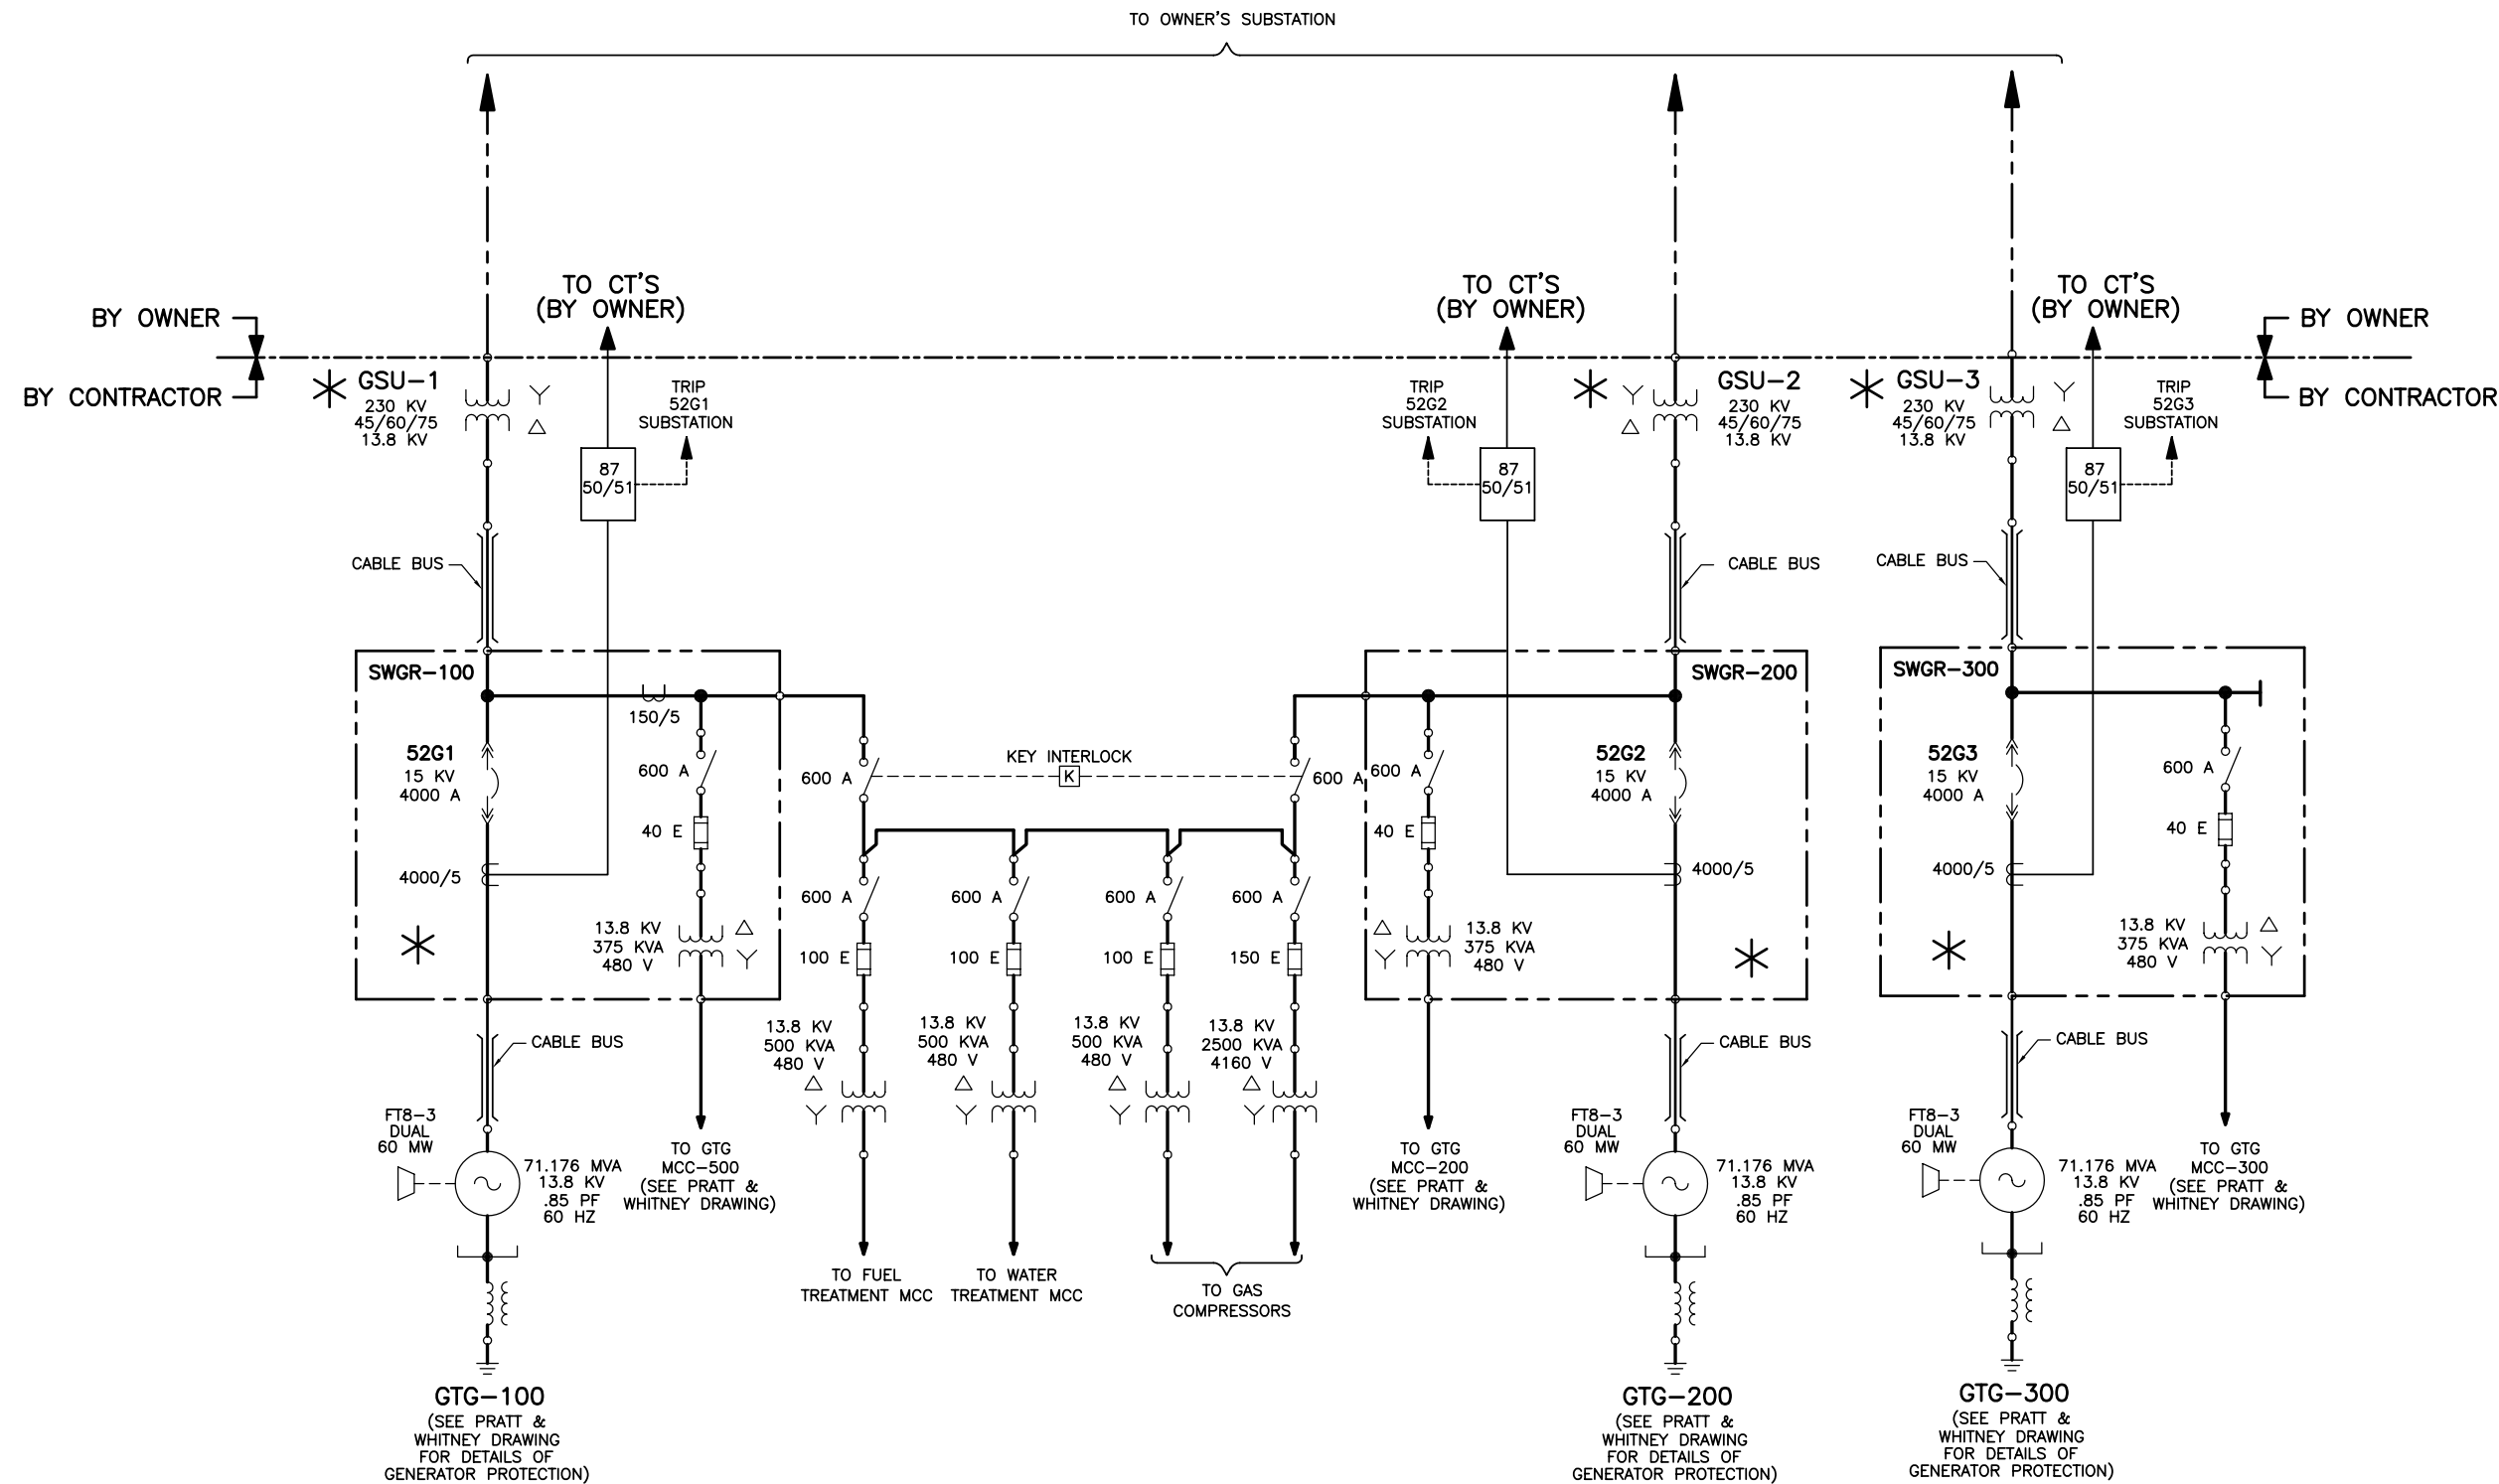 TO OWNER'S SUBSTATION
TO CT'S
(BY OWNER)
TO CT'S
(BY OWNER)
TO CT'S
(BY OWNER)
BY OWNER
BY CONTRACTOR
BY OWNER
BY CONTRACTOR
GSU-1
230 KV
45/60/75
13.8 KV
TRIP
52G1
SUBSTATION
87
50/51
TRIP
52G2
SUBSTATION
87
50/51
GSU-2
230 KV
45/60/75
13.8 KV
GSU-3
230 KV
45/60/75
13.8 KV
TRIP
52G3
SUBSTATION
87
50/51
CABLE BUS
CABLE BUS
CABLE BUS
SWGR-100
150/5
52G1
15 KV
4000 A
600 A
40 E
4000/5
13.8 KV
375 KVA
480 V
KEY INTERLOCK
K
600 A
600 A
600 A
100 E
600 A
100 E
600 A
100 E
600 A
150 E
13.8 KV
500 KVA
480 V
13.8 KV
500 KVA
480 V
13.8 KV
500 KVA
480 V
13.8 KV
2500 KVA
4160 V
SWGR-200
600 A
40 E
52G2
15 KV
4000 A
4000/5
13.8 KV
375 KVA
480 V
SWGR-300
52G3
15 KV
4000 A
600 A
40 E
4000/5
13.8 KV
375 KVA
480 V
CABLE BUS
CABLE BUS
CABLE BUS
FT8-3
DUAL
60 MW
71.176 MVA
13.8 KV
.85 PF
60 HZ
TO GTG
MCC-500
(SEE PRATT &
WHITNEY DRAWING)
TO FUEL
TREATMENT MCC
TO WATER
TREATMENT MCC
TO GAS
COMPRESSORS
TO GTG
MCC-200
(SEE PRATT &
WHITNEY DRAWING)
FT8-3
DUAL
60 MW
71.176 MVA
13.8 KV
.85 PF
60 HZ
FT8-3
DUAL
60 MW
71.176 MVA
13.8 KV
.85 PF
60 HZ
TO GTG
MCC-300
(SEE PRATT &
WHITNEY DRAWING)
GTG-100
(SEE PRATT &
WHITNEY DRAWING
FOR DETAILS OF
GENERATOR PROTECTION)
GTG-200
(SEE PRATT &
WHITNEY DRAWING
FOR DETAILS OF
GENERATOR PROTECTION)
GTG-300
(SEE PRATT &
WHITNEY DRAWING
FOR DETAILS OF
GENERATOR PROTECTION)